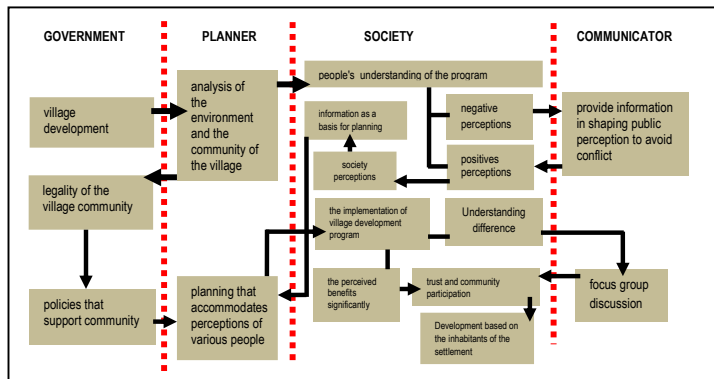 GOVERNMENT
PLANNER
SOCIETY
COMMUNICATOR
village
development
legality of the
village community
policies that
support community
analysis of
the
environment
and the
community of
the village
planning that
accommodates
perceptions of
various people
people's understanding of the program
information as a
basis for planning
negative
perceptions
society
perceptions
positives
perceptions
the implementation of
village development
program
Understanding
difference
the perceived
benefits
significantly
trust and community
participation
Development based on
the inhabitants of the
settlement
provide information
in shaping public
perception to avoid
conflict
focus group
discussion